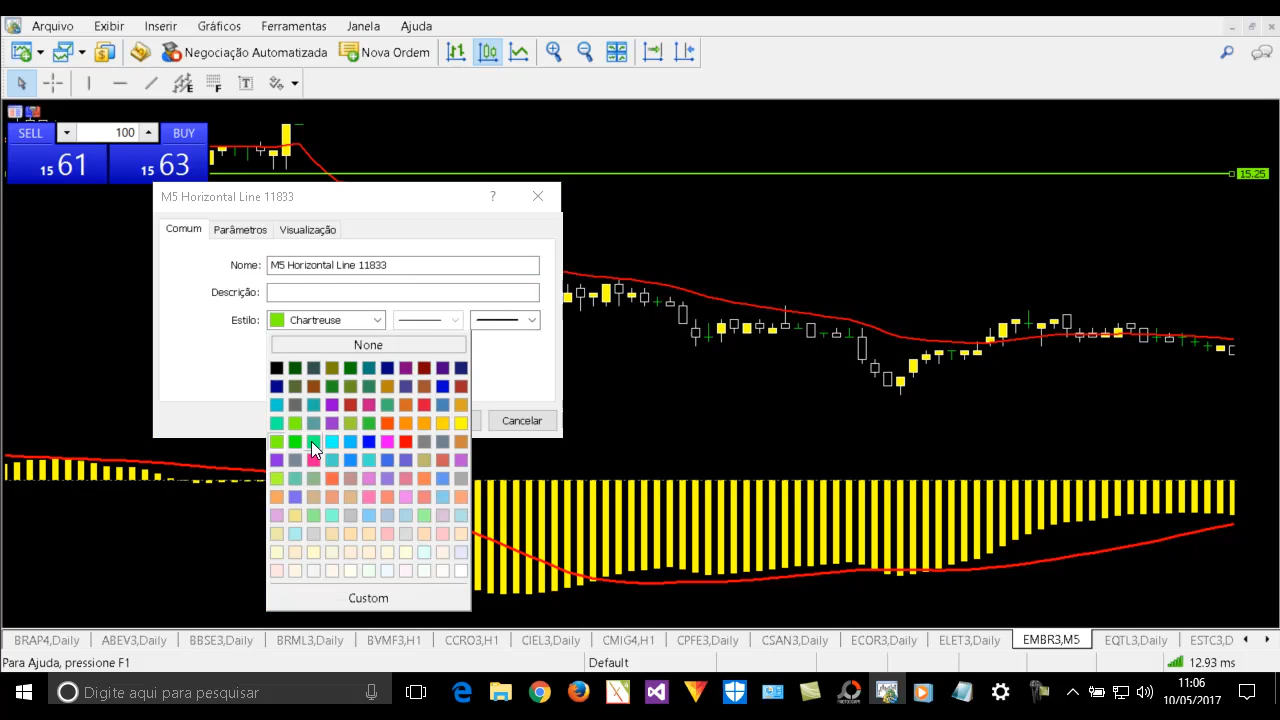 Arquivo Exibir Inserir Gráficos Ferramentas Janela Ajuda
Negociação Automatizada Nova Ordem
E F T
SELL 100 BUY
15 61 15 63
15.25
M5 Horizontal Line 11833 ?
Comum Parâmetros Visualização
Nome: M5 Horizontal Line 11833
Descrição:
Estilo: Chartreuse
None
Cancelar
Custom
BRAP4,Daily ABEV3,Daily BBSE3,Daily BRML3,Daily BVMF3,H1 CCRO3,H1 CIEL3,Daily CMIG4,H1 CPFE3,Daily CSAN3,Daily ECOR3,Daily ELET3,Daily EMBR3,M5 EQTL3,Daily ESTC3,D
Para Ajuda, pressione F1 Default 12.93 ms
Digite aqui para pesquisar 11:06
10/05/2017